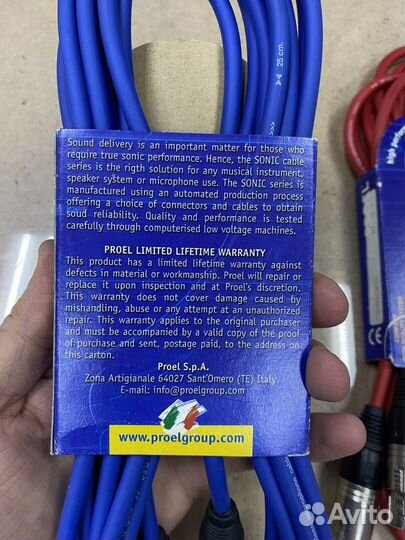 25 cm.
Sound delivery is an important matter for those who
require true sonic performance. Hence, the SONIC cable
series is the rigth solution for any musical instrument,
speaker system or microphone use. The SONIC series is
manufactured using an automated production process
offering a choice of connectors and cables to obtain
soud reliability. Quality and performance is tested
carefully through computerised low voltage machines.
PROEL LIMITED LIFETIME WARRANTY
This product has a limited lifetime warranty against
defects in material or workmanship. Proel will repair or
replace it upon inspection and at Proel's discretion.
This warranty does not cover damage caused by
mishandling, abuse or any attempt at an unauthorized
repair. This warranty applies to the original purchaser
and must be accompanied by a valid copy of the proof
of purchase and sent, postage paid, to the address on
this carton.
Proel S.p.A.
Zona Artigianale 64027 Sant'Omero (TE) Italy
E-mail: info@proelgroup.com
www.proelgroup.com
Avito